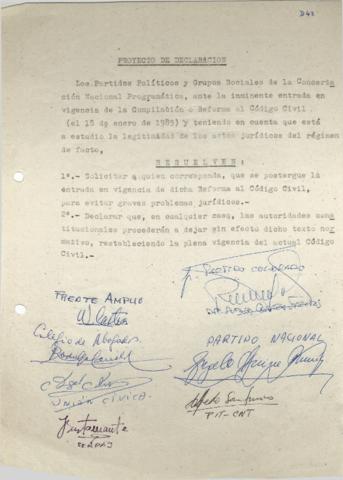 D42
PROYECTO DE DECLARACION
Los Partidos Políticos y Grupos Sociales de la Concerta
ción Nacional Programática, ante la inminente entrada en
vigencia de la Compilación o Reforma al Código Civil
(el 15 de enero de 1985) y teniendo en cuenta que está
a estudio la legitimidad de los actos jurídicos del régimen
de facto,
RESUELVEN:
1º.- Solicitar a quien corresponda, que se postergue la
entrada en vigencia de dicha Reforma al Código Civil,
para evitar graves problemas jurídicos.-
2º.- Declarar que, en cualquier caso, las autoridades cons
titucionales procederán a dejar sin efecto dicho texto nor
mativo, restableciendo la plena vigencia del actual Código
Civil.-
p. PARTIDO COLORADO
FRENTE AMPLIO
Colegio de Abogados
PARTIDO NACIONAL
UNIÓN CÍVICA.
PIT-CNT
Bustamante